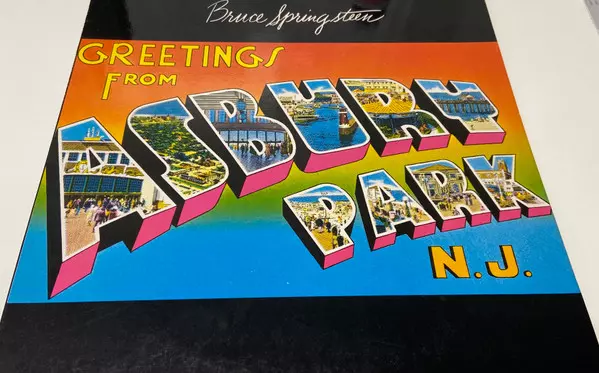 Bruce Springsteen
GREETINGS
FROM
ASBURY
PARK
N.J.